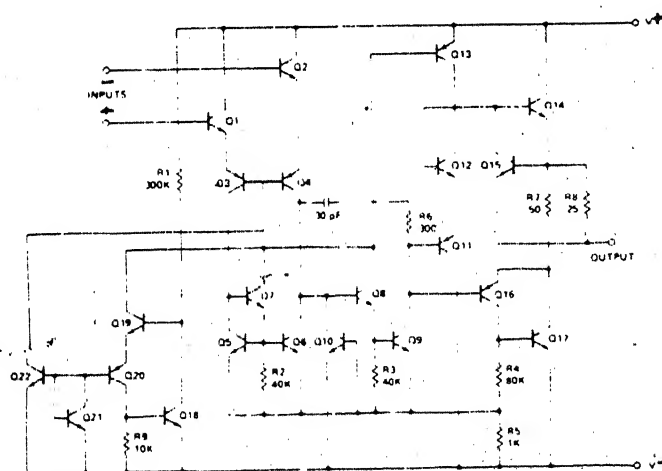 V+
Q13
Q2
INPUTS
Q14
Q1
R1
300K
Q3
Q4
Q12
Q15
R7
50
R8
25
30 pF
R6
300
Q11
OUTPUT
Q7
Q8
Q16
Q19
Q5
Q6
Q10
Q9
Q17
Q22
Q20
R2
40K
R3
40K
R4
80K
Q21
Q18
R9
10K
R5
1K
V-